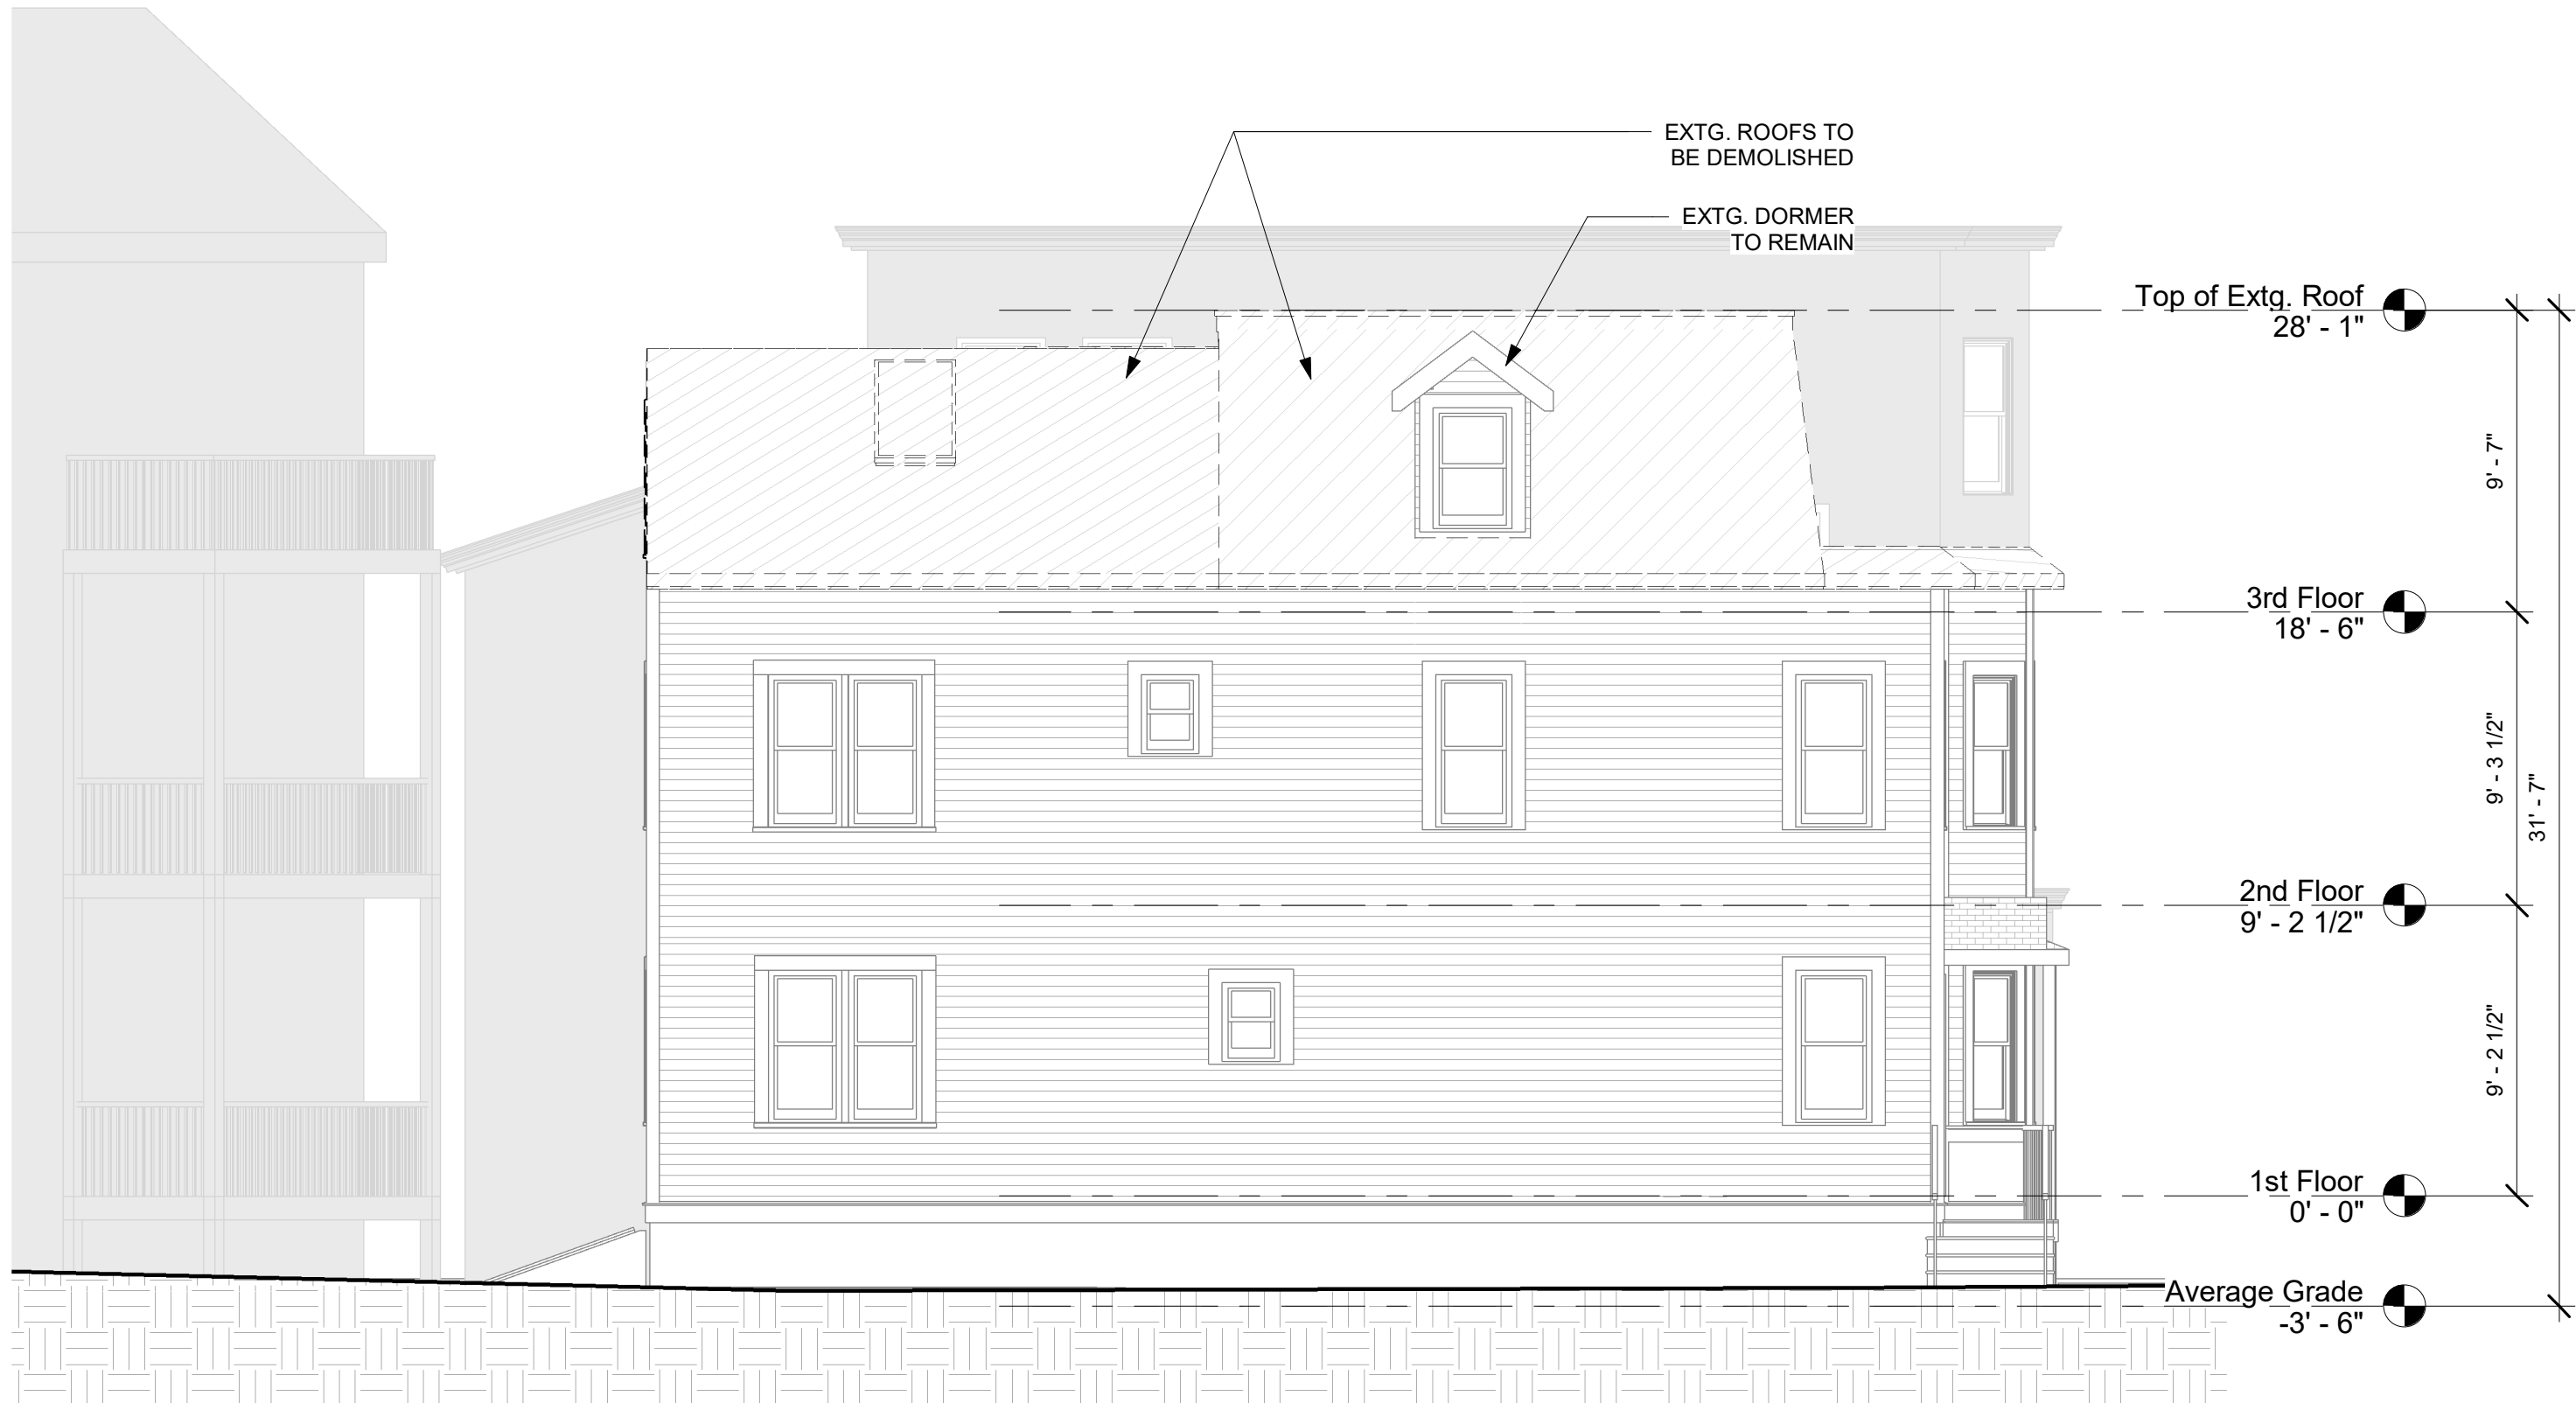 EXTG. ROOFS TO
BE DEMOLISHED
EXTG. DORMER
TO REMAIN
Top of Extg. Roof
28' - 1"
9' - 7"
3rd Floor
18' - 6"
9' - 3 1/2"
31' - 7"
2nd Floor
9' - 2 1/2"
9' - 2 1/2"
1st Floor
0' - 0"
Average Grade
-3' - 6"